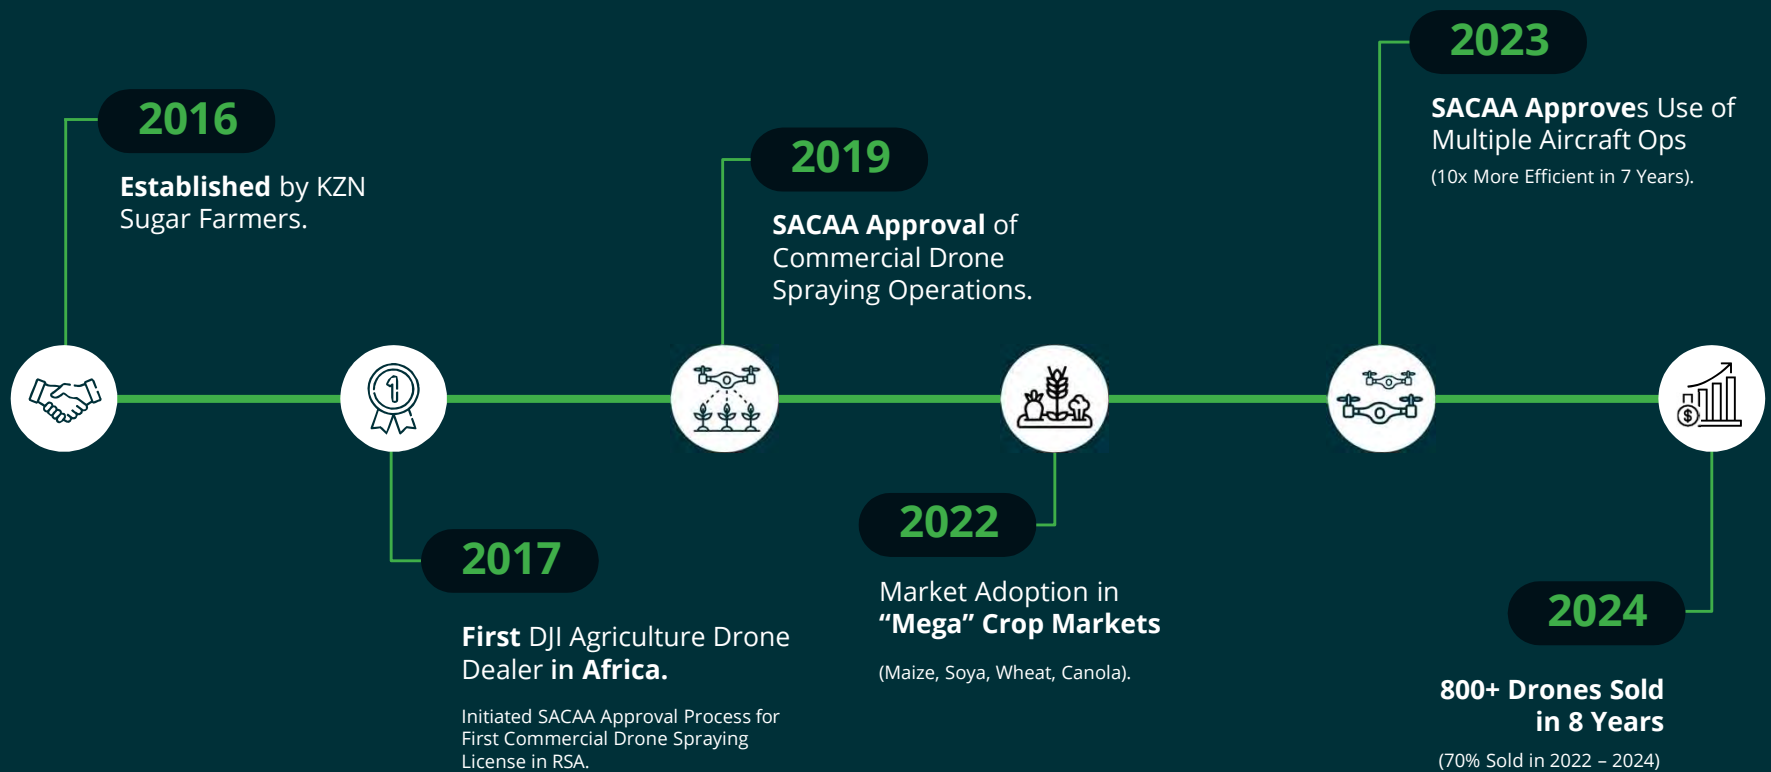 2016
Established by KZN
Sugar Farmers.
2017
First DJI Agriculture Drone
Dealer in Africa.
Initiated SACAA Approval Process for
First Commercial Drone Spraying
License in RSA.
2019
SACAA Approval of
Commercial Drone
Spraying Operations.
2022
Market Adoption in
“Mega” Crop Markets
(Maize, Soya, Wheat, Canola).
2023
SACAA Approves Use of
Multiple Aircraft Ops
(10x More Efficient in 7 Years).
2024
800+ Drones Sold
in 8 Years
(70% Sold in 2022 – 2024)
1
$